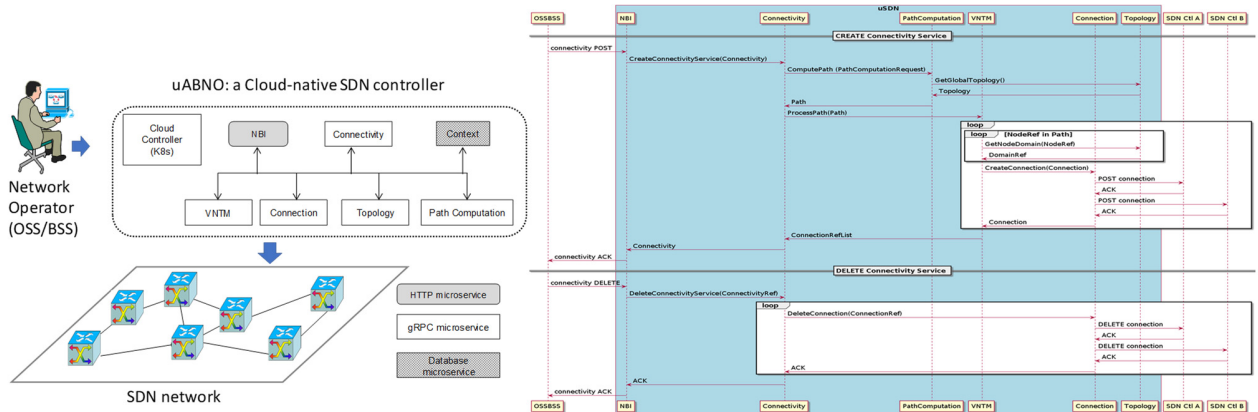 uABNO: a Cloud-native SDN controller
Cloud
Controller
(K8s)
NBI
Connectivity
Context
VNTM
Connection
Topology
Path Computation
Network
Operator
(OSS/BSS)
HTTP microservice
gRPC microservice
Database
microservice
SDN network
uSDN
OSSBSS
NBI
Connectivity
PathComputation
VNTM
Connection
Topology
SDN Ctl A
SDN Ctl B
CREATE Connectivity Service
connectivity POST
CreateConnectivityService(Connectivity)
ComputePath (PathComputationRequest)
GetGlobalTopology()
Topology
Path
ProcessPath(Path)
loop
loop [NodeRef in Path]
GetNodeDomain(NodeRef)
DomainRef
CreateConnection(Connection)
POST connection
ACK
POST connection
ACK
Connection
ConnectionRefList
Connectivity
connectivity ACK
DELETE Connectivity Service
connectivity DELETE
DeleteConnectivityService(ConnectivityRef)
loop
DeleteConnection(ConnectionRef)
DELETE connection
ACK
DELETE connection
ACK
ACK
ACK
connectivity ACK
OSSBSS
NBI
Connectivity
PathComputation
VNTM
Connection
Topology
SDN Ctl A
SDN Ctl B